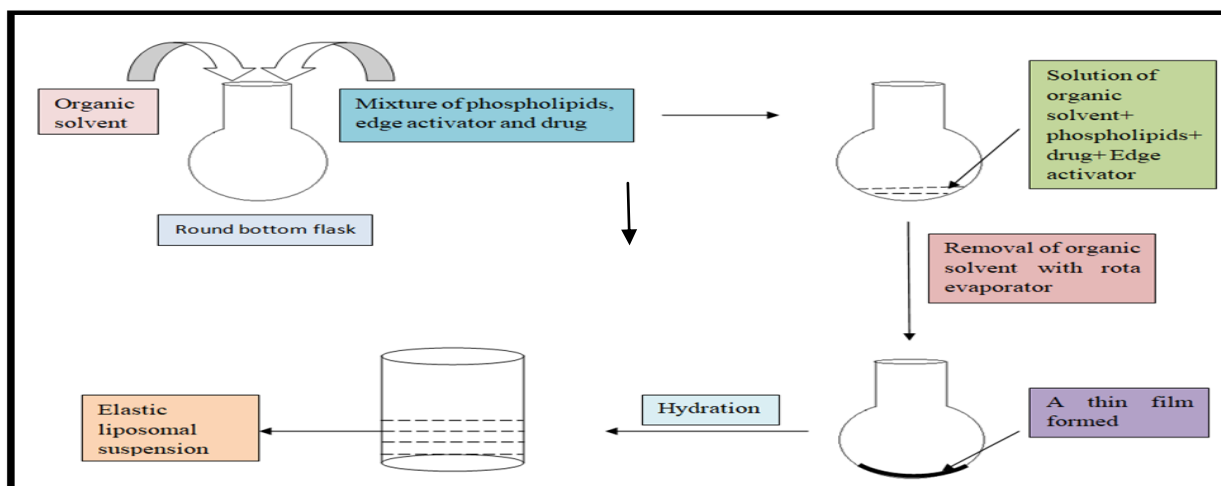 Organic
solvent
Mixture of phospholipids,
edge activator and drug
Round bottom flask
Solution of
organic
solvent+
phospholipids+
drug+ Edge
activator
Removal of organic
solvent with rota
evaporator
A thin film
formed
Hydration
Elastic
liposomal
suspension